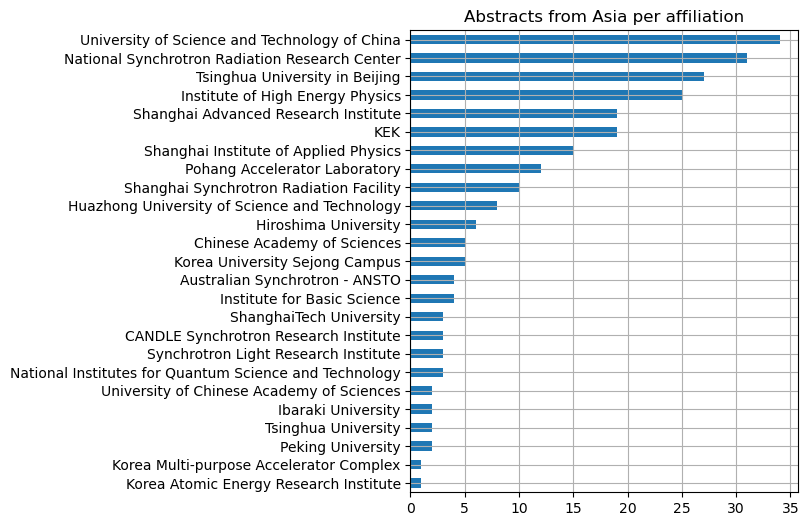 Abstracts from Asia per affiliation
University of Science and Technology of China
National Synchrotron Radiation Research Center
Tsinghua University in Beijing
Institute of High Energy Physics
Shanghai Advanced Research Institute
KEK
Shanghai Institute of Applied Physics
Pohang Accelerator Laboratory
Shanghai Synchrotron Radiation Facility
Huazhong University of Science and Technology
Hiroshima University
Chinese Academy of Sciences
Korea University Sejong Campus
Australian Synchrotron - ANSTO
Institute for Basic Science
ShanghaiTech University
CANDLE Synchrotron Research Institute
Synchrotron Light Research Institute
National Institutes for Quantum Science and Technology
University of Chinese Academy of Sciences
Ibaraki University
Tsinghua University
Peking University
Korea Multi-purpose Accelerator Complex
Korea Atomic Energy Research Institute
0 5 10 15 20 25 30 35